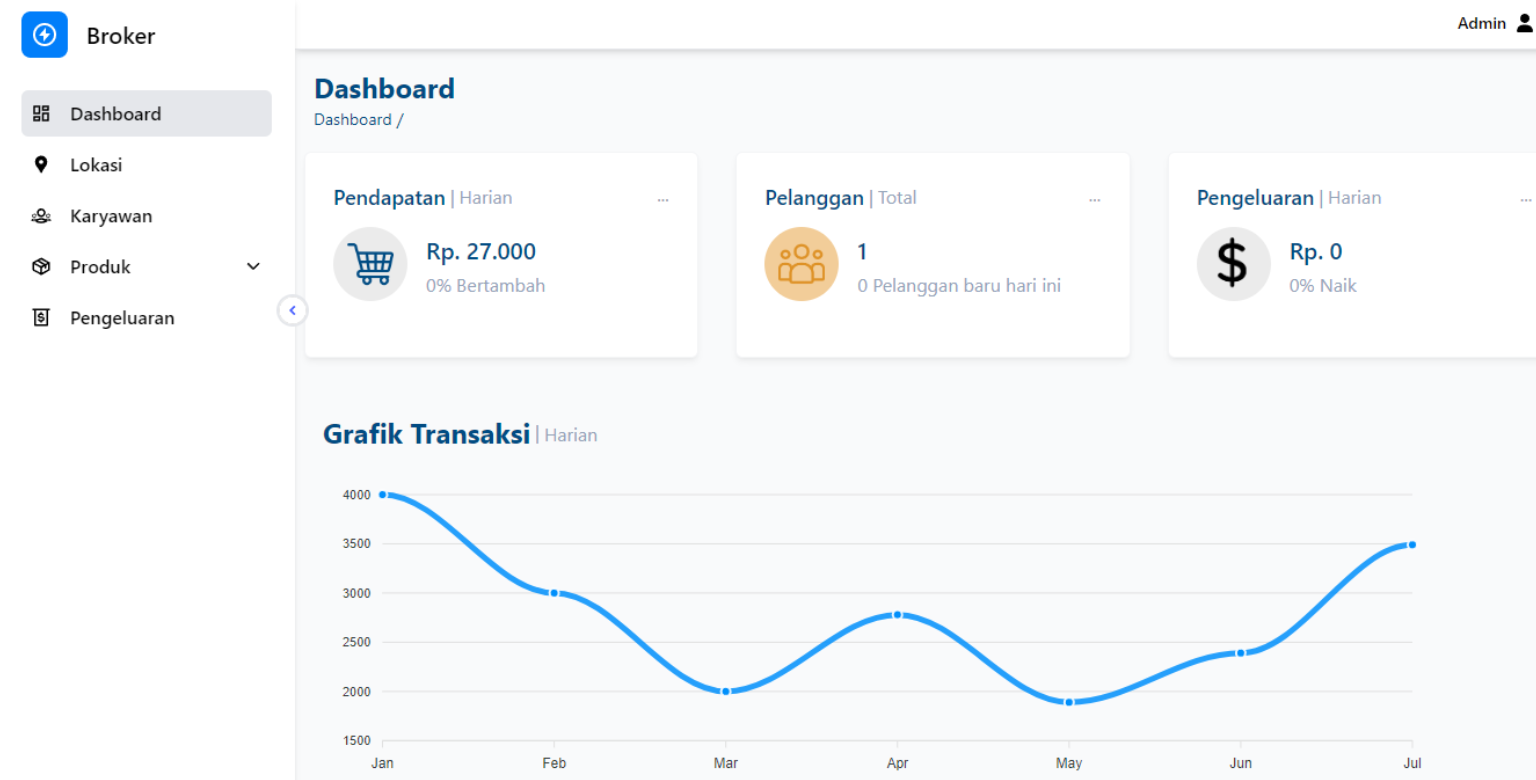 Broker
Admin
Dashboard
Lokasi
Karyawan
Produk
Pengeluaran
Dashboard
Dashboard /
Pendapatan | Harian ...
Rp. 27.000
0% Bertambah
Pelanggan | Total ...
1
0 Pelanggan baru hari ini
Pengeluaran | Harian ...
$
Rp. 0
0% Naik
Grafik Transaksi | Harian
4000
3500
3000
2500
2000
1500
Jan Feb Mar Apr May Jun Jul